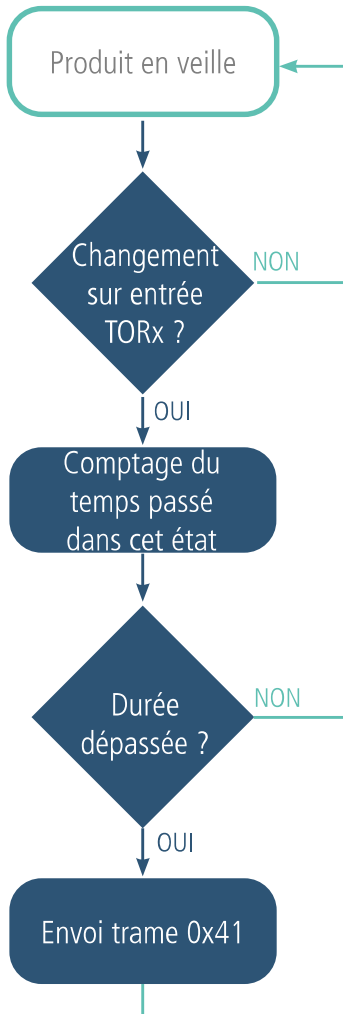 Produit en veille
Changement
sur entrée
TORx ?
NON
OUI
Comptage du
temps passé
dans cet état
Durée
dépassée ?
NON
OUI
Envoi trame 0x41